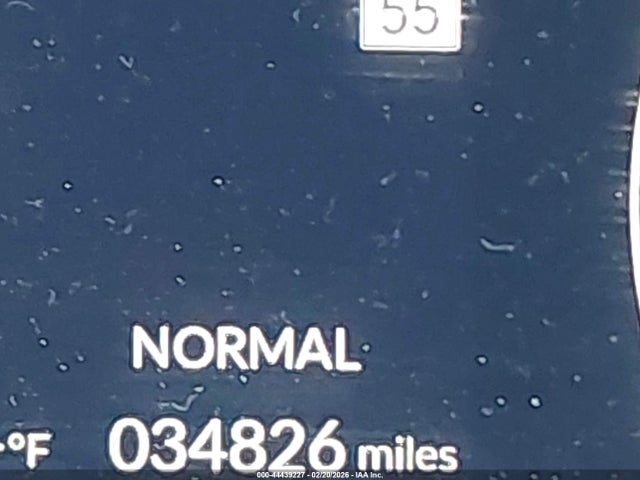 55
NORMAL
°F 034826 miles
000-44439227 - 02/20/2026 - IAA Inc.